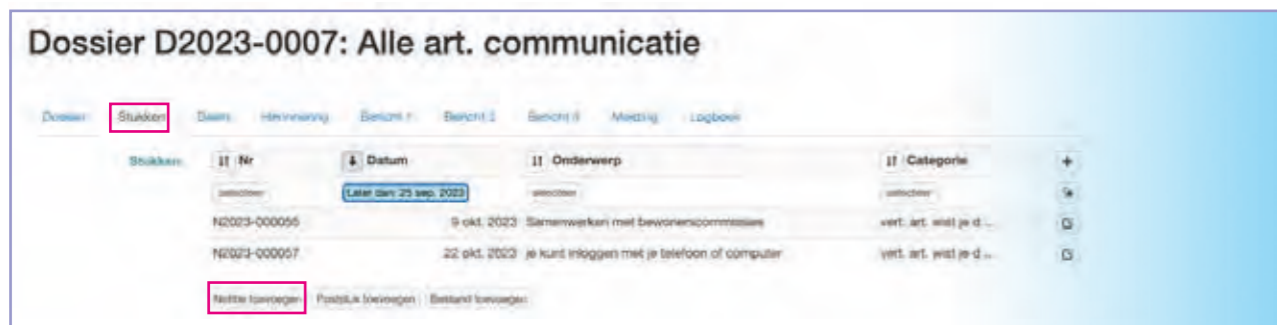 Dossier D2023-0007: Alle art. communicatie
Dossier Stukken Delen Herinnering Bericht 1 Bericht 2 Bericht 3 Meeting Logboek
Stukken: Nr Datum Onderwerp Categorie +
selecteer Later dan: 25 sep. 2023 selecteer selecteer
N2023-000056 9 okt. 2023 Samenwerken met bewonerscommissies vert. art. wist je d ...
N2023-000057 22 okt. 2023 je kunt inloggen met je telefoon of computer vert. art. wist je d ...
Notitie toevoegen Poststuk toevoegen Bestand toevoegen